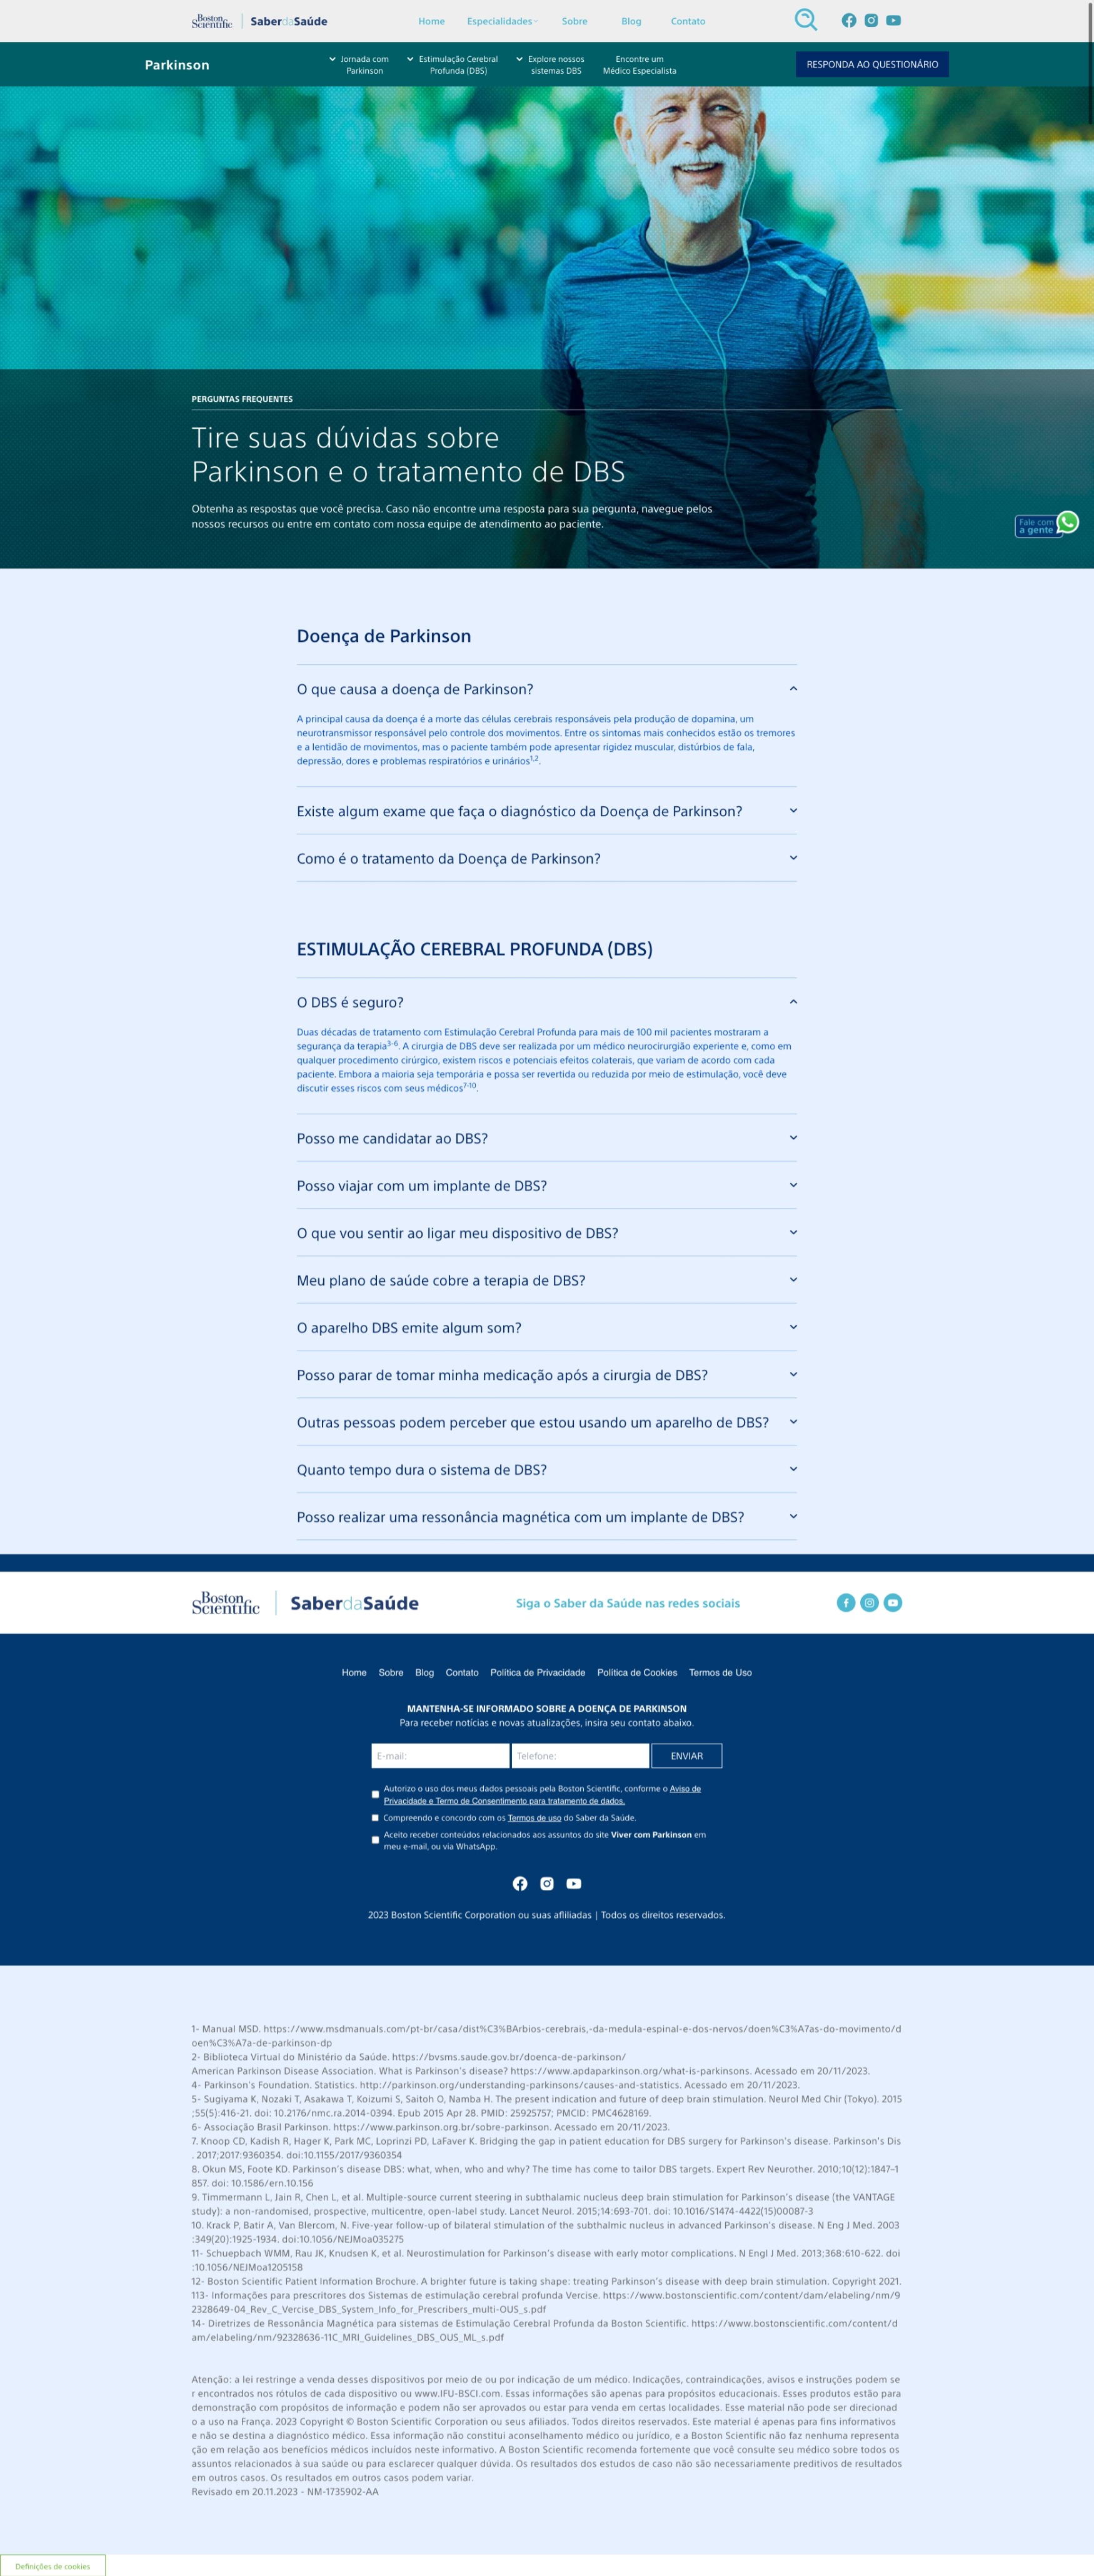 Boston
Scientific
SaberdaSaúde
Home Especialidades Sobre Blog Contato
Parkinson
Jornada com
Parkinson
Estimulação Cerebral
Profunda (DBS)
Explore nossos
sistemas DBS
Encontre um
Médico Especialista
RESPONDA AO QUESTIONÁRIO
PERGUNTAS FREQUENTES
Tire suas dúvidas sobre
Parkinson e o tratamento de DBS
Obtenha as respostas que você precisa. Caso não encontre uma resposta para sua pergunta, navegue pelos
nossos recursos ou entre em contato com nossa equipe de atendimento ao paciente.
Fale com
a gente
Doença de Parkinson
O que causa a doença de Parkinson?
A principal causa da doença é a morte das células cerebrais responsáveis pela produção de dopamina, um
neurotransmissor responsável pelo controle dos movimentos. Entre os sintomas mais conhecidos estão os tremores
e a lentidão de movimentos, mas o paciente também pode apresentar rigidez muscular, distúrbios de fala,
depressão, dores e problemas respiratórios e urinários1,2.
Existe algum exame que faça o diagnóstico da Doença de Parkinson?
Como é o tratamento da Doença de Parkinson?
ESTIMULAÇÃO CEREBRAL PROFUNDA (DBS)
O DBS é seguro?
Duas décadas de tratamento com Estimulação Cerebral Profunda para mais de 100 mil pacientes mostraram a
segurança da terapia3-6. A cirurgia de DBS deve ser realizada por um médico neurocirurgião experiente e, como em
qualquer procedimento cirúrgico, existem riscos e potenciais efeitos colaterais, que variam de acordo com cada
paciente. Embora a maioria seja temporária e possa ser revertida ou reduzida por meio de estimulação, você deve
discutir esses riscos com seus médicos7-10.
Posso me candidatar ao DBS?
Posso viajar com um implante de DBS?
O que vou sentir ao ligar meu dispositivo de DBS?
Meu plano de saúde cobre a terapia de DBS?
O aparelho DBS emite algum som?
Posso parar de tomar minha medicação após a cirurgia de DBS?
Outras pessoas podem perceber que estou usando um aparelho de DBS?
Quanto tempo dura o sistema de DBS?
Posso realizar uma ressonância magnética com um implante de DBS?
Boston
Scientific
SaberdaSaúde
Siga o Saber da Saúde nas redes sociais
Home Sobre Blog Contato Política de Privacidade Política de Cookies Termos de Uso
MANTENHA-SE INFORMADO SOBRE A DOENÇA DE PARKINSON
Para receber notícias e novas atualizações, insira seu contato abaixo.
E-mail: Telefone: ENVIAR
Autorizo o uso dos meus dados pessoais pela Boston Scientific, conforme o Aviso de
Privacidade e Termo de Consentimento para tratamento de dados.
Compreendo e concordo com os Termos de uso do Saber da Saúde.
Aceito receber conteúdos relacionados aos assuntos do site Viver com Parkinson em
meu e-mail, ou via WhatsApp.
2023 Boston Scientific Corporation ou suas afliliadas | Todos os direitos reservados.
1- Manual MSD. https://www.msdmanuals.com/pt-br/casa/dist%C3%BArbios-cerebrais,-da-medula-espinal-e-dos-nervos/doen%C3%A7as-do-movimento/d
oen%C3%A7a-de-parkinson-dp
2- Biblioteca Virtual do Ministério da Saúde. https://bvsms.saude.gov.br/doenca-de-parkinson/
American Parkinson Disease Association. What is Parkinson's disease? https://www.apdaparkinson.org/what-is-parkinsons. Acessado em 20/11/2023.
4- Parkinson's Foundation. Statistics. http://parkinson.org/understanding-parkinsons/causes-and-statistics. Acessado em 20/11/2023.
5- Sugiyama K, Nozaki T, Asakawa T, Koizumi S, Saitoh O, Namba H. The present indication and future of deep brain stimulation. Neurol Med Chir (Tokyo). 2015
;55(5):416-21. doi: 10.2176/nmc.ra.2014-0394. Epub 2015 Apr 28. PMID: 25925757; PMCID: PMC4628169.
6- Associação Brasil Parkinson. https://www.parkinson.org.br/sobre-parkinson. Acessado em 20/11/2023.
7. Knoop CD, Kadish R, Hager K, Park MC, Loprinzi PD, LaFaver K. Bridging the gap in patient education for DBS surgery for Parkinson's disease. Parkinson's Dis
. 2017;2017:9360354. doi:10.1155/2017/9360354
8. Okun MS, Foote KD. Parkinson's disease DBS: what, when, who and why? The time has come to tailor DBS targets. Expert Rev Neurother. 2010;10(12):1847–1
857. doi: 10.1586/ern.10.156
9. Timmermann L, Jain R, Chen L, et al. Multiple-source current steering in subthalamic nucleus deep brain stimulation for Parkinson's disease (the VANTAGE
study): a non-randomised, prospective, multicentre, open-label study. Lancet Neurol. 2015;14:693-701. doi: 10.1016/S1474-4422(15)00087-3
10. Krack P, Batir A, Van Blercom, N. Five-year follow-up of bilateral stimulation of the subthalmic nucleus in advanced Parkinson's disease. N Eng J Med. 2003
:349(20):1925-1934. doi:10.1056/NEJMoa035275
11- Schuepbach WMM, Rau JK, Knudsen K, et al. Neurostimulation for Parkinson's disease with early motor complications. N Engl J Med. 2013;368:610-622. doi
:10.1056/NEJMoa1205158
12- Boston Scientific Patient Information Brochure. A brighter future is taking shape: treating Parkinson's disease with deep brain stimulation. Copyright 2021.
113- Informações para prescritores dos Sistemas de estimulação cerebral profunda Vercise. https://www.bostonscientific.com/content/dam/elabeling/nm/9
2328649-04_Rev_C_Vercise_DBS_System_Info_for_Prescribers_multi-OUS_s.pdf
14- Diretrizes de Ressonância Magnética para sistemas de Estimulação Cerebral Profunda da Boston Scientific. https://www.bostonscientific.com/content/d
am/elabeling/nm/92328636-11C_MRI_Guidelines_DBS_OUS_ML_s.pdf
Atenção: a lei restringe a venda desses dispositivos por meio de ou por indicação de um médico. Indicações, contraindicações, avisos e instruções podem se
r encontrados nos rótulos de cada dispositivo ou www.IFU-BSCI.com. Essas informações são apenas para propósitos educacionais. Esses produtos estão para
demonstração com propósitos de informação e podem não ser aprovados ou estar para venda em certas localidades. Esse material não pode ser direcionad
o a uso na França. 2023 Copyright © Boston Scientific Corporation ou seus afiliados. Todos direitos reservados. Este material é apenas para fins informativos
e não se destina a diagnóstico médico. Essa informação não constitui aconselhamento médico ou jurídico, e a Boston Scientific não faz nenhuma representa
ção em relação aos benefícios médicos incluídos neste informativo. A Boston Scientific recomenda fortemente que você consulte seu médico sobre todos os
assuntos relacionados à sua saúde ou para esclarecer qualquer dúvida. Os resultados dos estudos de caso não são necessariamente preditivos de resultados
em outros casos. Os resultados em outros casos podem variar.
Revisado em 20.11.2023 - NM-1735902-AA
Definições de cookies